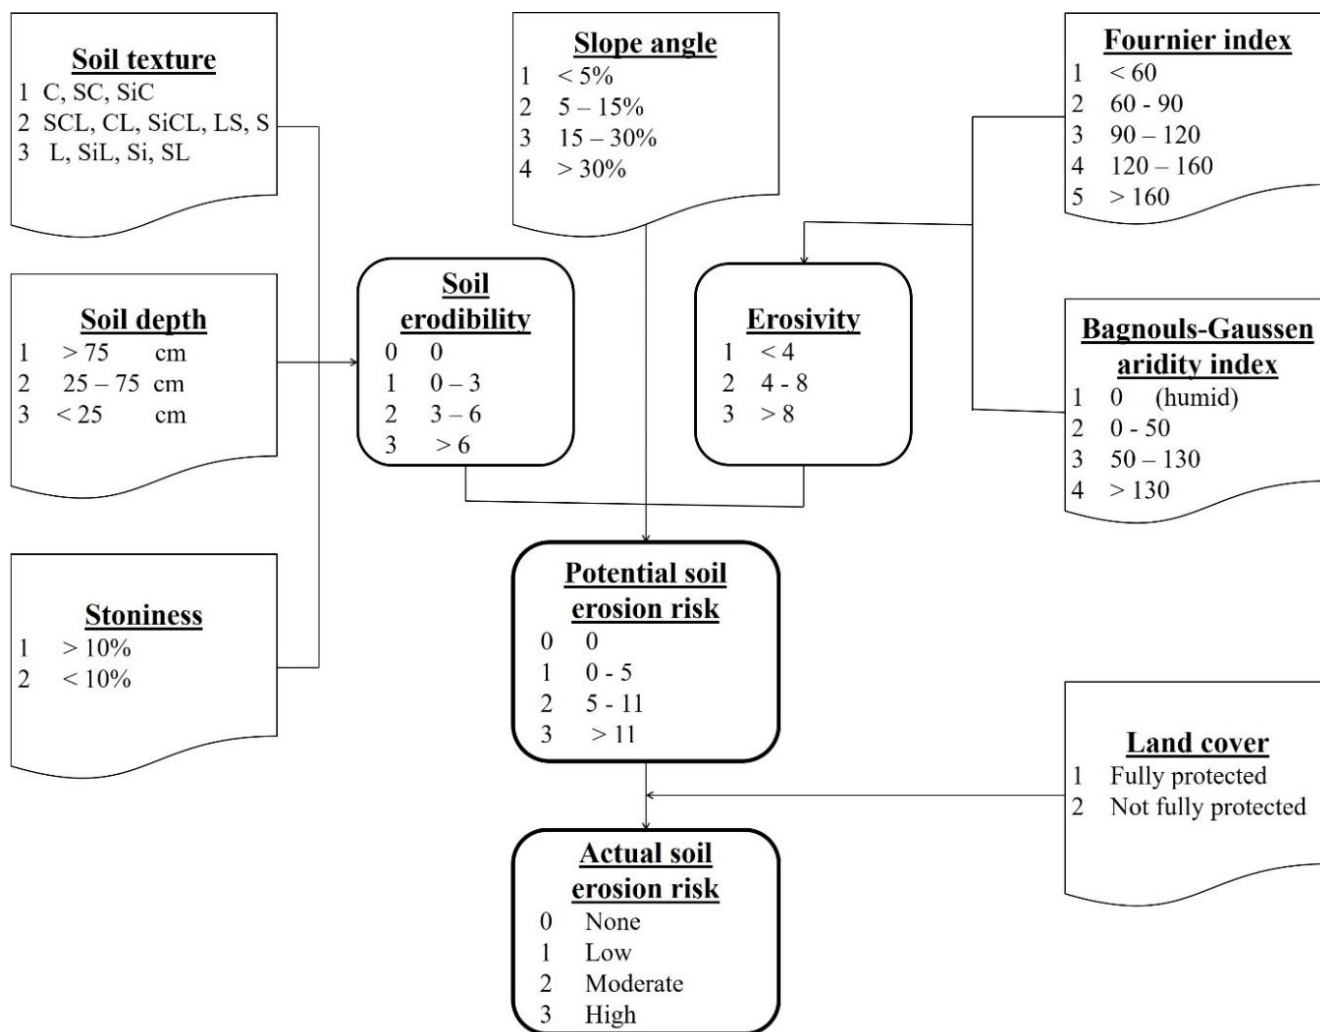 Soil texture
1 C, SC, SiC
2 SCL, CL, SiCL, LS, S
3 L, SiL, Si, SL
Slope angle
1 < 5%
2 5 – 15%
3 15 – 30%
4 > 30%
Fournier index
1 < 60
2 60 - 90
3 90 – 120
4 120 – 160
5 > 160
Soil depth
1 > 75 cm
2 25 – 75 cm
3 < 25 cm
Soil
erodibility
0 0
1 0 – 3
2 3 – 6
3 > 6
Erosivity
1 < 4
2 4 - 8
3 > 8
Bagnouls-Gaussen
aridity index
1 0 (humid)
2 0 - 50
3 50 – 130
4 > 130
Stoniness
1 > 10%
2 < 10%
Potential soil
erosion risk
0 0
1 0 - 5
2 5 - 11
3 > 11
Land cover
1 Fully protected
2 Not fully protected
Actual soil
erosion risk
0 None
1 Low
2 Moderate
3 High